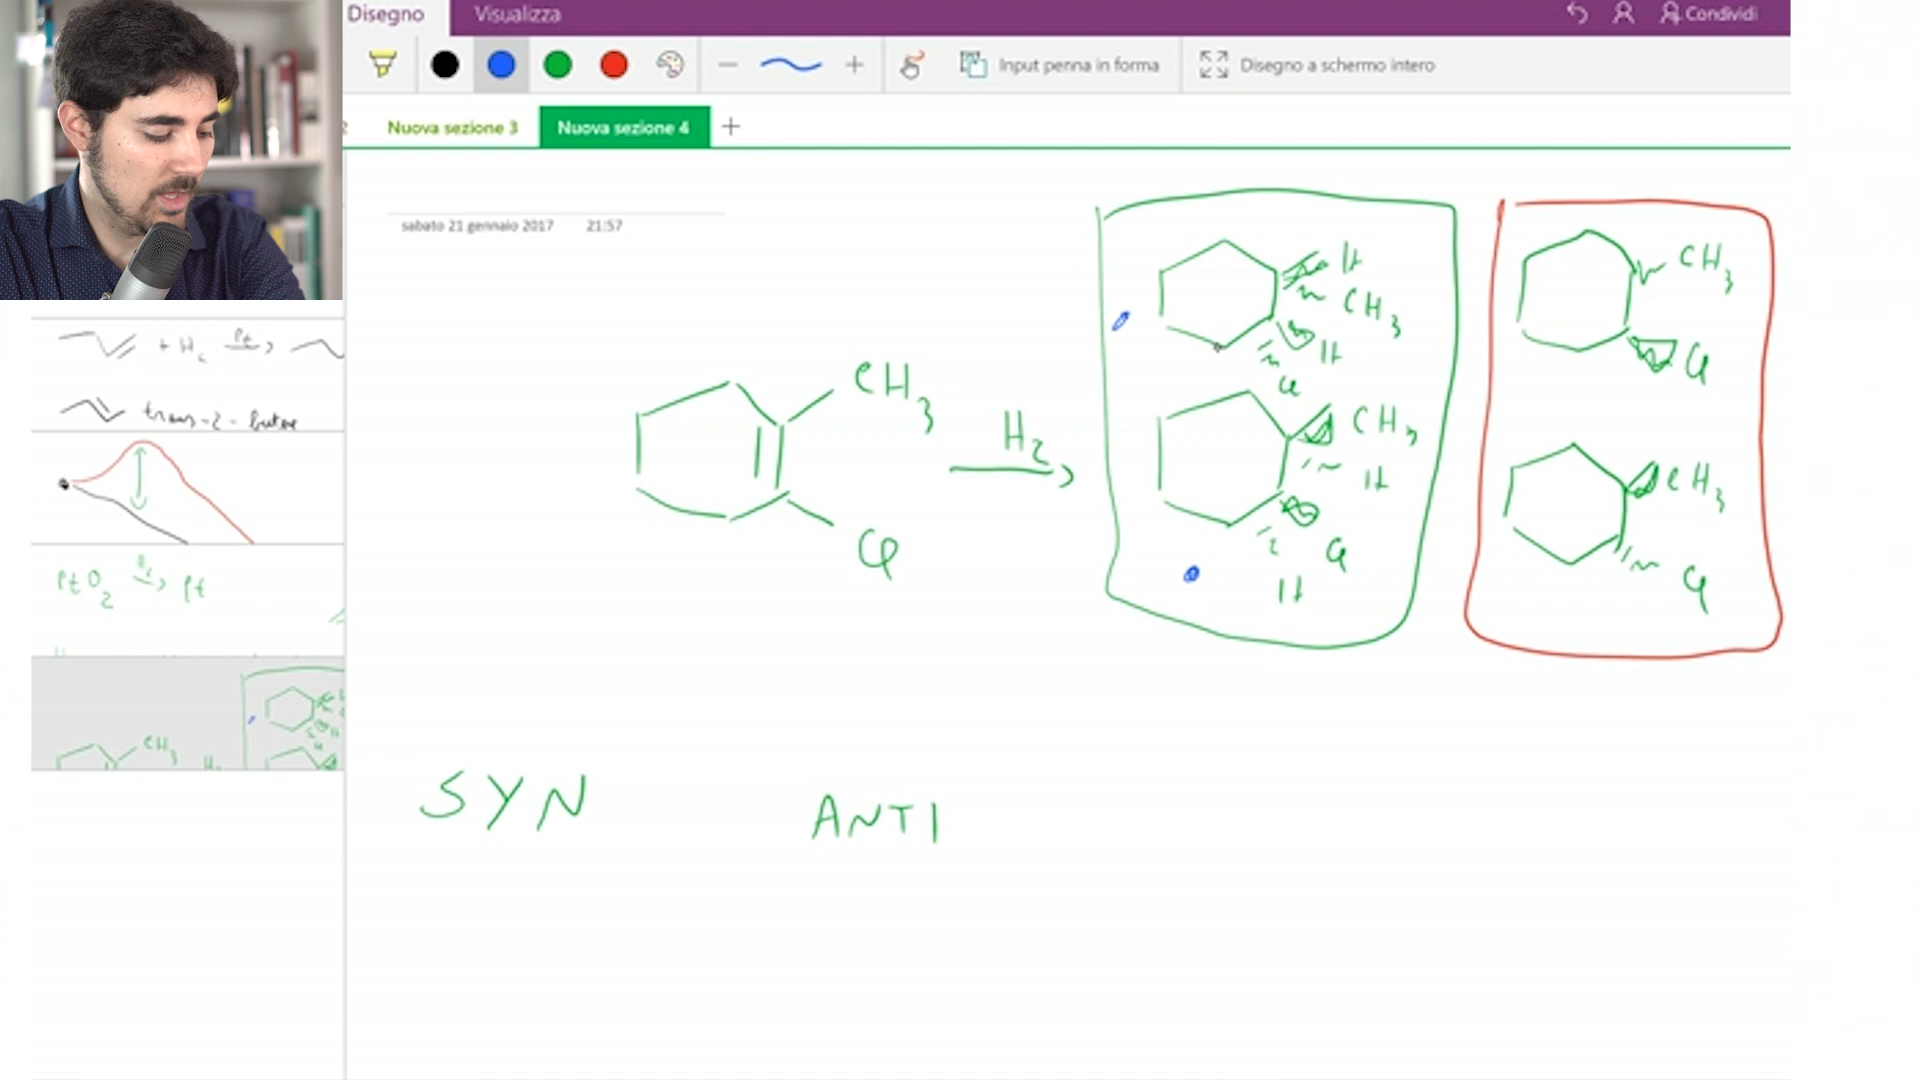 Disegno Visualizza Condividi
Input penna in forma Disegno a schermo intero
2 Nuova sezione 3 Nuova sezione 4 +
sabato 21 gennaio 2017 21:57
+ H2 Pt
trans-2-butene
PtO2 Pt
CH3
H2
CH3
Cl
H2
H
CH3
H
Cl
CH3
H
Cl
H
CH3
Cl
CH3
Cl
SYN ANTI